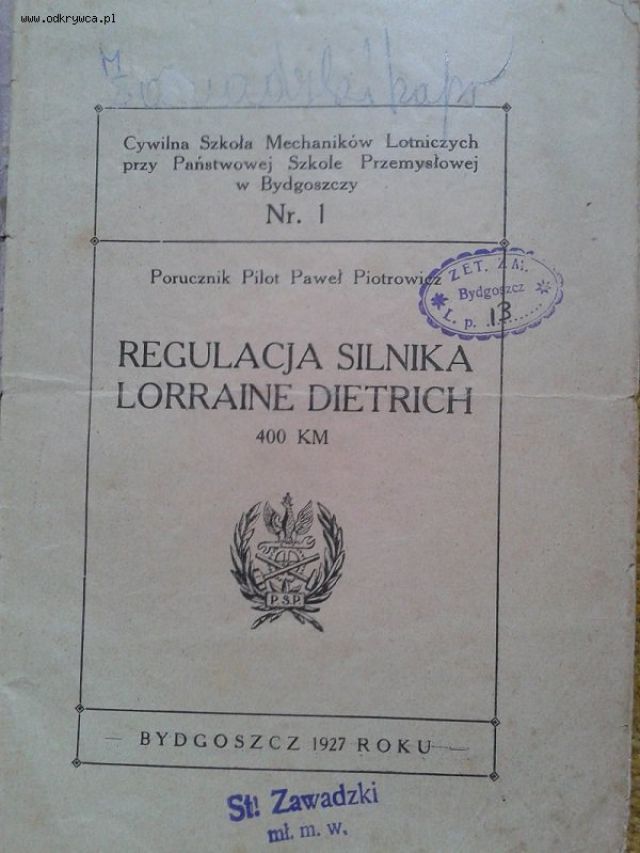 www.odkrywca.pl
Cywilna Szkoła Mechaników Lotniczych
przy Państwowej Szkole Przemysłowej
w Bydgoszczy
Nr. 1
Porucznik Pilot Paweł Piotrowicz
ZET. ZAI.
Bydgoszcz
L. p. 13
REGULACJA SILNIKA
LORRAINE DIETRICH
400 KM
P.S.P.
— BYDGOSZCZ 1927 ROKU —
St. Zawadzki
mł. m. w.